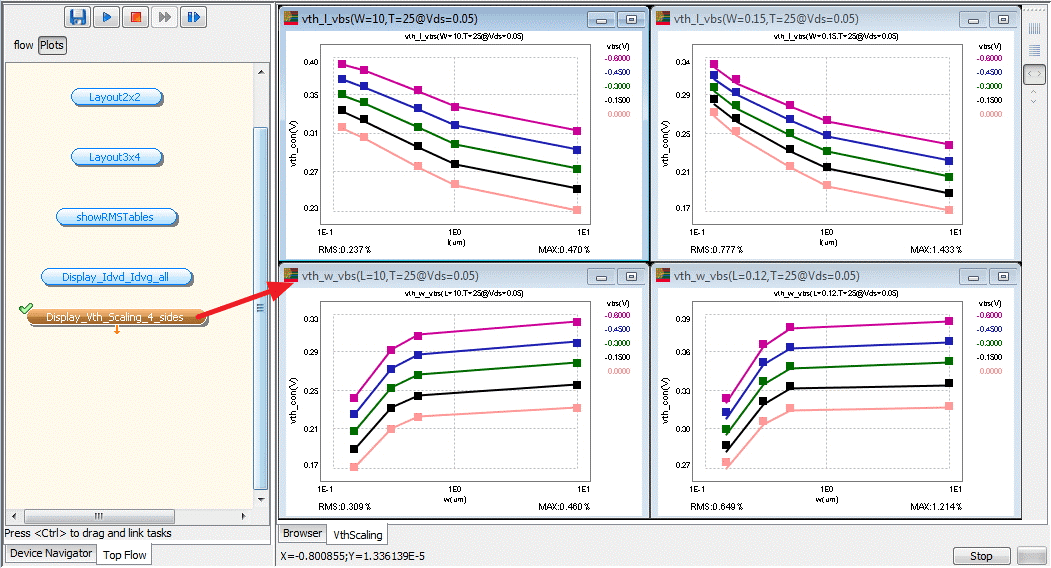 flow Plots
Layout2x2
Layout3x4
showRMSTables
Display_Idvd_Idvg_all
Display_Vth_Scaling_4_sides
Press <Ctrl> to drag and link tasks
Device Navigator Top Flow
vth_l_vbs(W=10,T=25@Vds=0.05)
vth_l_vbs(W=10,T=25@Vds=0.05)
vbs(V)
-0.6000
-0.4500
-0.3000
-0.1500
0.0000
vth_con(V)
0.40
0.35
0.31
0.27
0.23
1E-1 1E0 1E1
l(um)
RMS:0.237% MAX:0.470%
vth_l_vbs(W=0.15,T=25@Vds=0.05)
vth_l_vbs(W=0.15,T=25@Vds=0.05)
vbs(V)
-0.6000
-0.4500
-0.3000
-0.1500
0.0000
vth_con(V)
0.34
0.29
0.25
0.21
0.17
1E-1 1E0 1E1
l(um)
RMS:0.777% MAX:1.433%
vth_w_vbs(L=10,T=25@Vds=0.05)
vth_w_vbs(L=10,T=25@Vds=0.05)
vbs(V)
-0.6000
-0.4500
-0.3000
-0.1500
0.0000
vth_con(V)
0.33
0.29
0.25
0.21
0.17
1E-1 1E0 1E1
w(um)
RMS:0.309% MAX:0.460%
vth_w_vbs(L=0.12,T=25@Vds=0.05)
vth_w_vbs(L=0.12,T=25@Vds=0.05)
vbs(V)
-0.6000
-0.4500
-0.3000
-0.1500
0.0000
vth_con(V)
0.39
0.36
0.33
0.30
0.27
1E-1 1E0 1E1
w(um)
RMS:0.649% MAX:1.214%
Browser VthScaling
X=-0.800855;Y=1.336139E-5
Stop